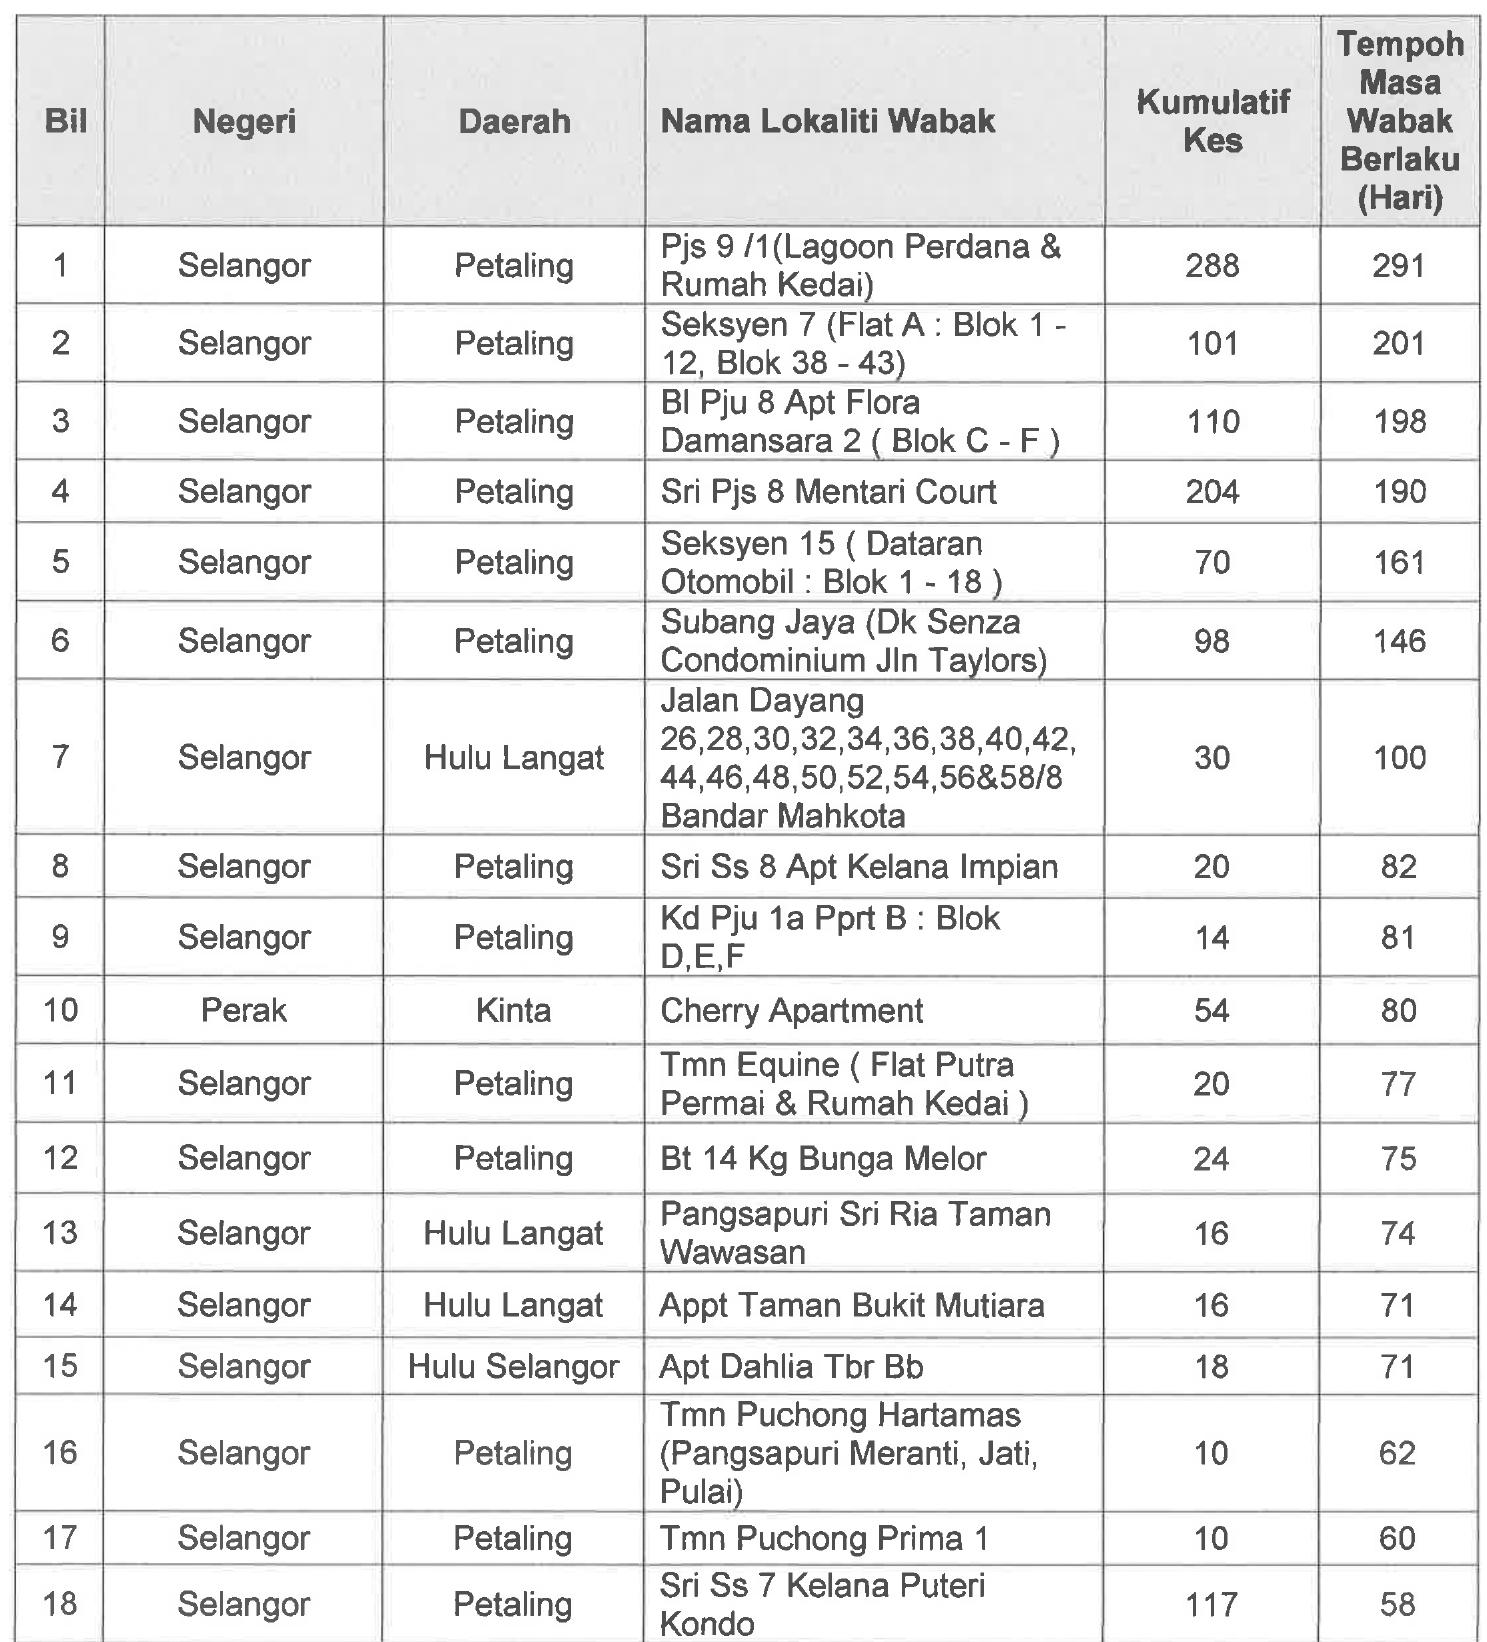 Bil Negeri Daerah Nama Lokaliti Wabak Kumulatif Kes Tempoh Masa Wabak Berlaku (Hari)
1 Selangor Petaling Pjs 9 /1(Lagoon Perdana & Rumah Kedai) 288 291
2 Selangor Petaling Seksyen 7 (Flat A : Blok 1 - 12, Blok 38 - 43) 101 201
3 Selangor Petaling Bl Pju 8 Apt Flora Damansara 2 ( Blok C - F ) 110 198
4 Selangor Petaling Sri Pjs 8 Mentari Court 204 190
5 Selangor Petaling Seksyen 15 ( Dataran Otomobil : Blok 1 - 18 ) 70 161
6 Selangor Petaling Subang Jaya (Dk Senza Condominium Jln Taylors) 98 146
7 Selangor Hulu Langat Jalan Dayang 26,28,30,32,34,36,38,40,42, 44,46,48,50,52,54,56&58/8 Bandar Mahkota 30 100
8 Selangor Petaling Sri Ss 8 Apt Kelana Impian 20 82
9 Selangor Petaling Kd Pju 1a Pprt B : Blok D,E,F 14 81
10 Perak Kinta Cherry Apartment 54 80
11 Selangor Petaling Tmn Equine ( Flat Putra Permai & Rumah Kedai ) 20 77
12 Selangor Petaling Bt 14 Kg Bunga Melor 24 75
13 Selangor Hulu Langat Pangsapuri Sri Ria Taman Wawasan 16 74
14 Selangor Hulu Langat Appt Taman Bukit Mutiara 16 71
15 Selangor Hulu Selangor Apt Dahlia Tbr Bb 18 71
16 Selangor Petaling Tmn Puchong Hartamas (Pangsapuri Meranti, Jati, Pulai) 10 62
17 Selangor Petaling Tmn Puchong Prima 1 10 60
18 Selangor Petaling Sri Ss 7 Kelana Puteri Kondo 117 58